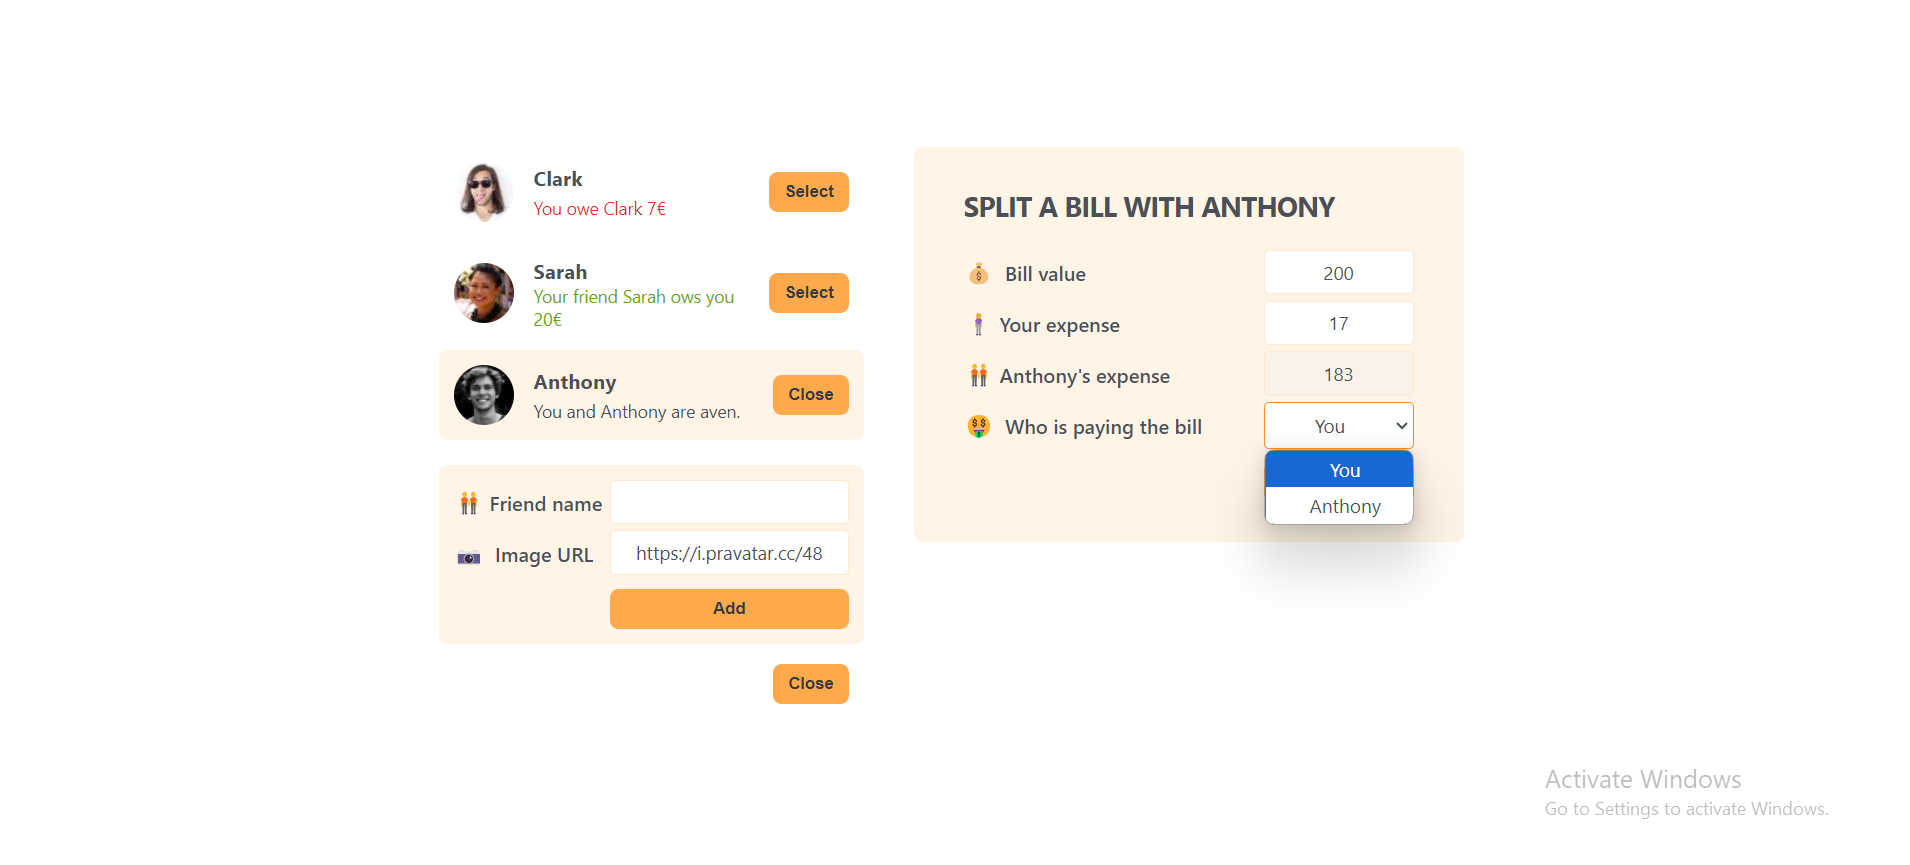 Clark
You owe Clark 7€
Select
Sarah
Your friend Sarah ows you
20€
Select
Anthony
You and Anthony are aven.
Close
Friend name
Image URL
https://i.pravatar.cc/48
Add
Close
SPLIT A BILL WITH ANTHONY
Bill value
200
Your expense
17
Anthony's expense
183
Who is paying the bill
You
You
Anthony
Activate Windows
Go to Settings to activate Windows.